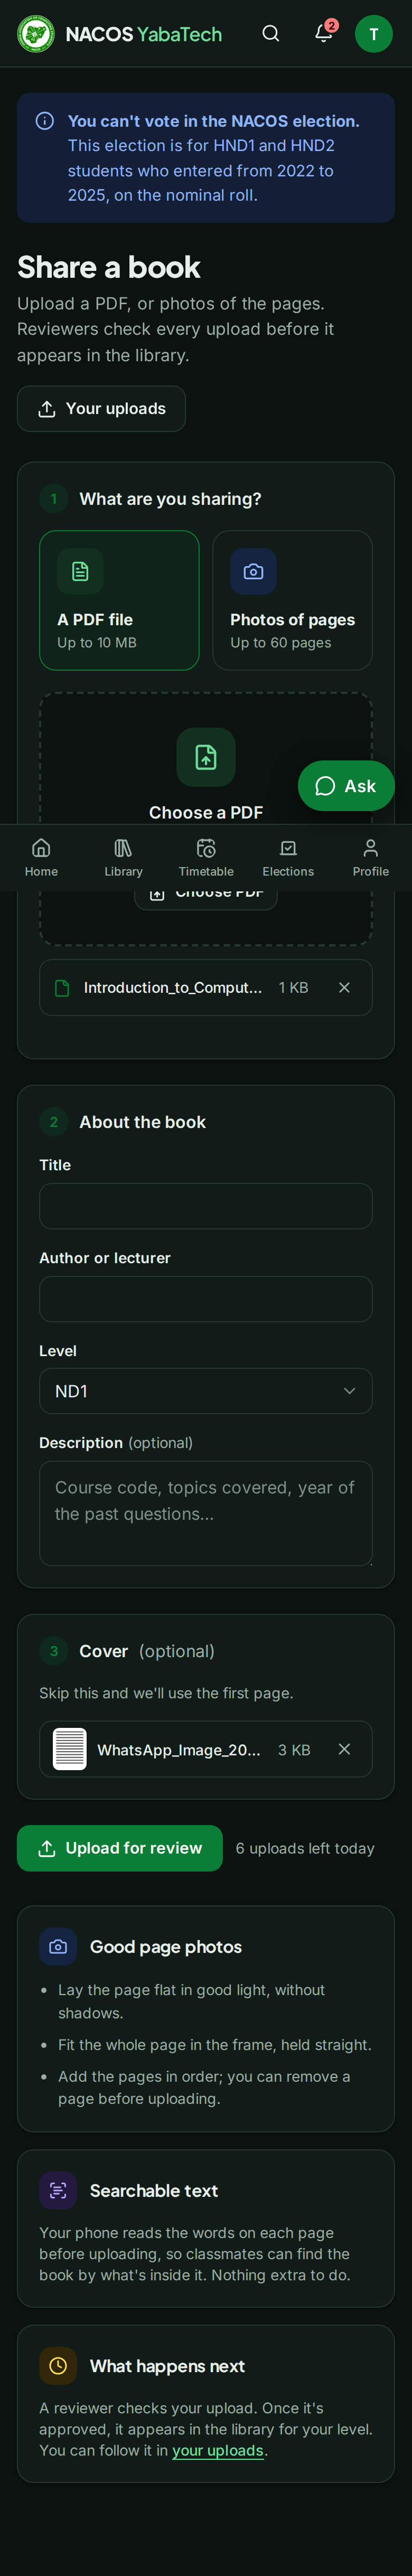 NACOS YabaTech
2
T
You can't vote in the NACOS election.
This election is for HND1 and HND2
students who entered from 2022 to
2025, on the nominal roll.
Share a book
Upload a PDF, or photos of the pages.
Reviewers check every upload before it
appears in the library.
Your uploads
1 What are you sharing?
A PDF file
Up to 10 MB
Photos of pages
Up to 60 pages
Choose a PDF
Ask
Home Library Timetable Elections Profile
Choose PDF
Introduction_to_Comput... 1 KB
2 About the book
Title
Author or lecturer
Level
ND1
Description (optional)
Course code, topics covered, year of
the past questions...
3 Cover (optional)
Skip this and we'll use the first page.
WhatsApp_Image_20... 3 KB
Upload for review 6 uploads left today
Good page photos
• Lay the page flat in good light, without
shadows.
• Fit the whole page in the frame, held straight.
• Add the pages in order; you can remove a
page before uploading.
Searchable text
Your phone reads the words on each page
before uploading, so classmates can find the
book by what's inside it. Nothing extra to do.
What happens next
A reviewer checks your upload. Once it's
approved, it appears in the library for your level.
You can follow it in your uploads.